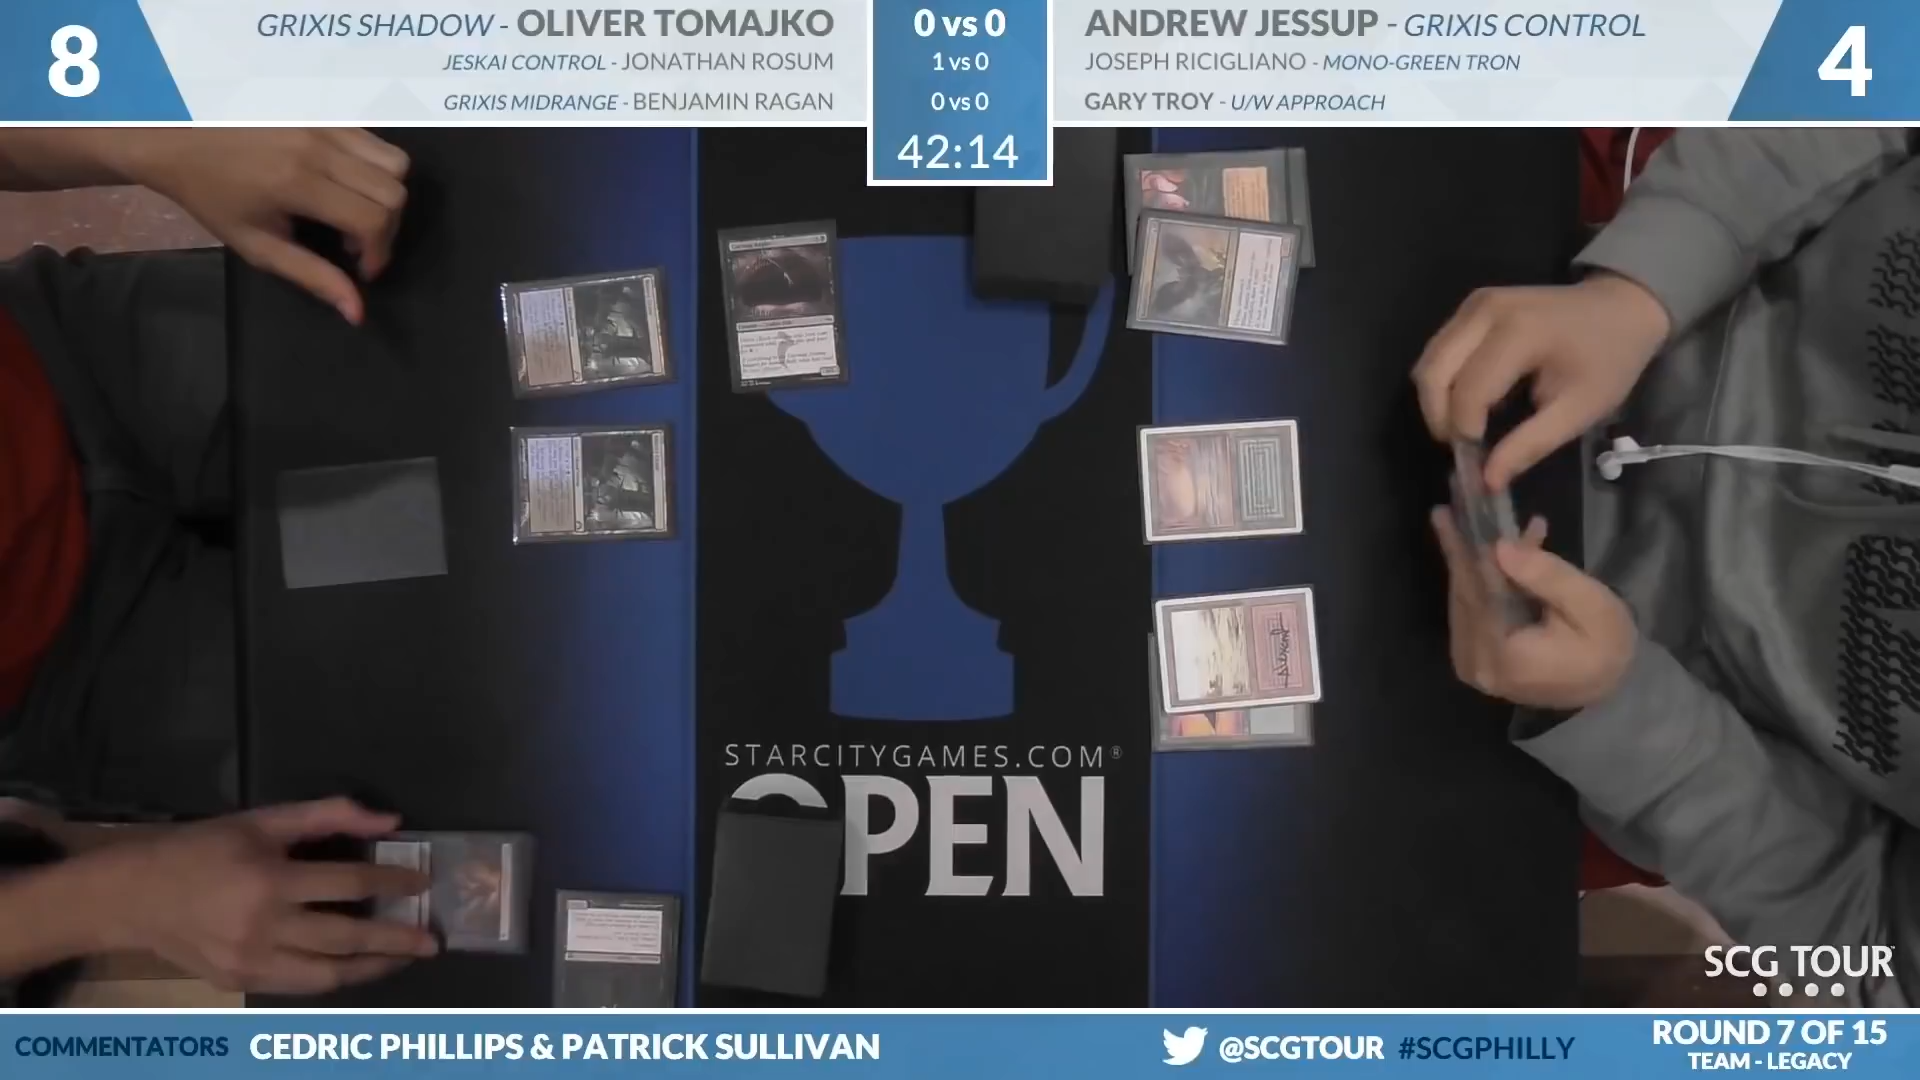 8
GRIXIS SHADOW - OLIVER TOMAJKO
JESKAI CONTROL - JONATHAN ROSUM
GRIXIS MIDRANGE - BENJAMIN RAGAN
0 vs 0
1 vs 0
0 vs 0
42:14
ANDREW JESSUP - GRIXIS CONTROL
JOSEPH RICIGLIANO - MONO-GREEN TRON
GARY TROY - U/W APPROACH
4
STARCITYGAMES.COM®
OPEN
SCG TOUR
COMMENTATORS CEDRIC PHILLIPS & PATRICK SULLIVAN
@SCGTOUR #SCGPHILLY
ROUND 7 OF 15
TEAM - LEGACY